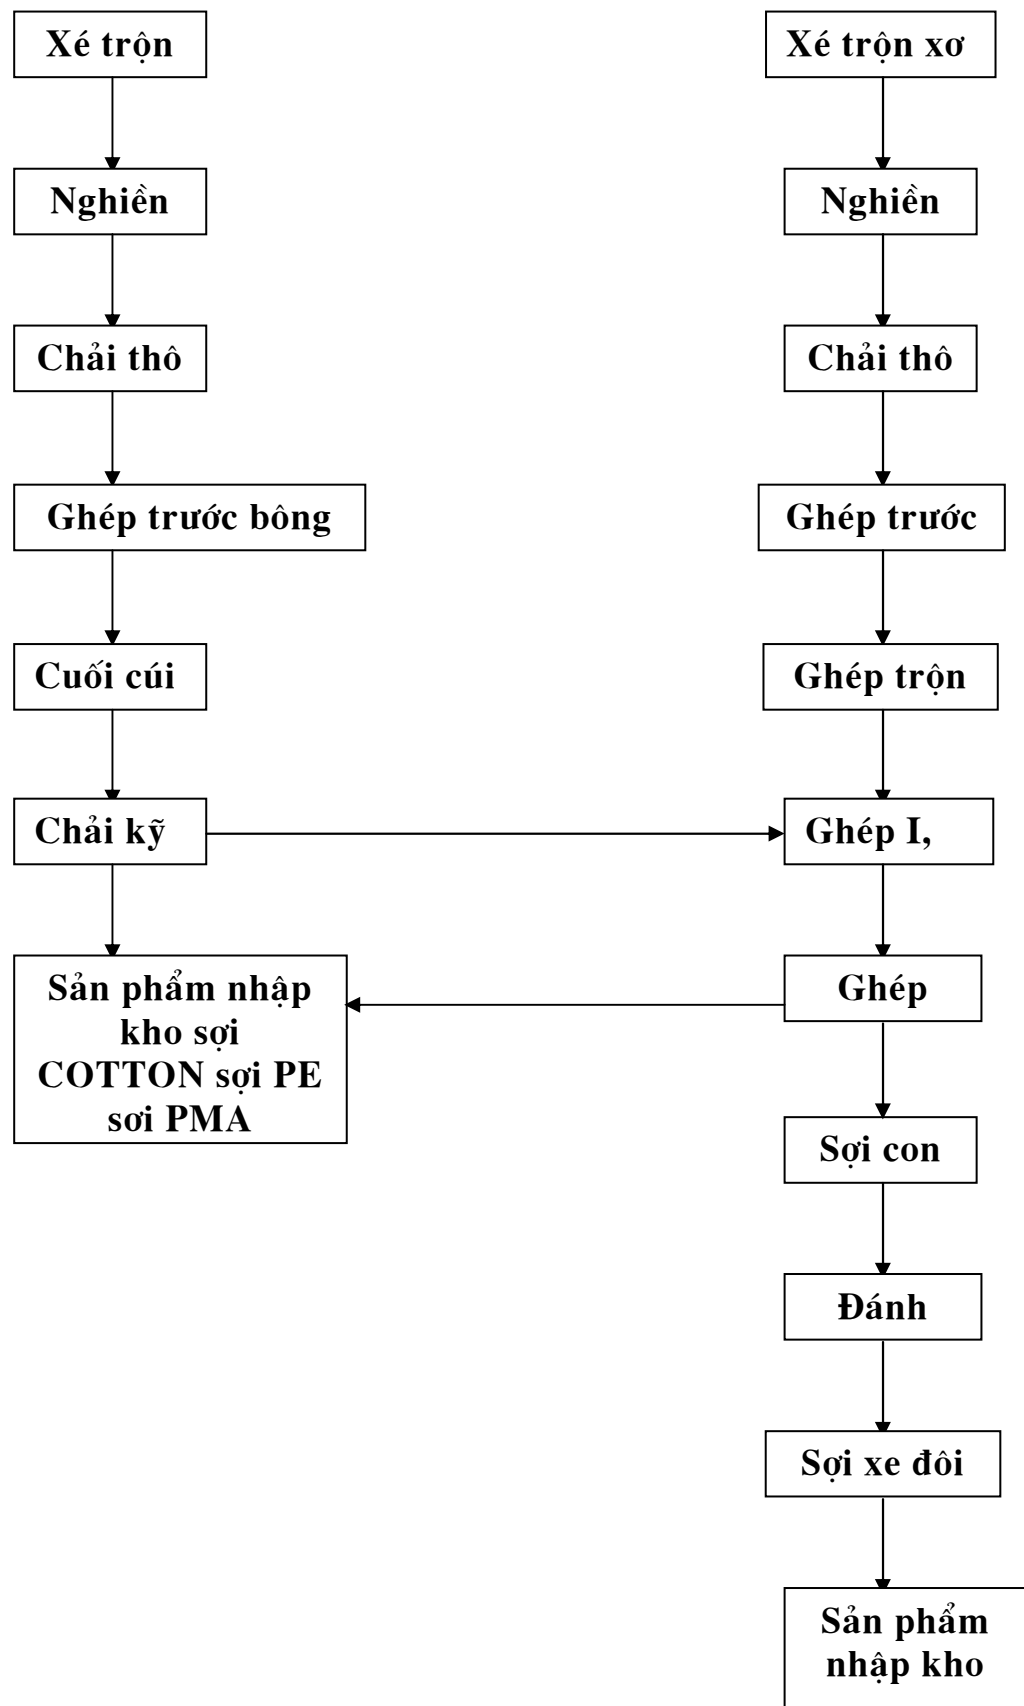 Xé trộn
Xé trộn xơ
Nghiền
Nghiền
Chải thô
Chải thô
Ghép trước bông
Ghép trước
Cuối cúi
Ghép trộn
Chải kỹ
Ghép I,
Sản phẩm nhập
kho sợi
COTTON sợi PE
sơi PMA
Ghép
Sợi con
Đánh
Sợi xe đôi
Sản phẩm
nhập kho